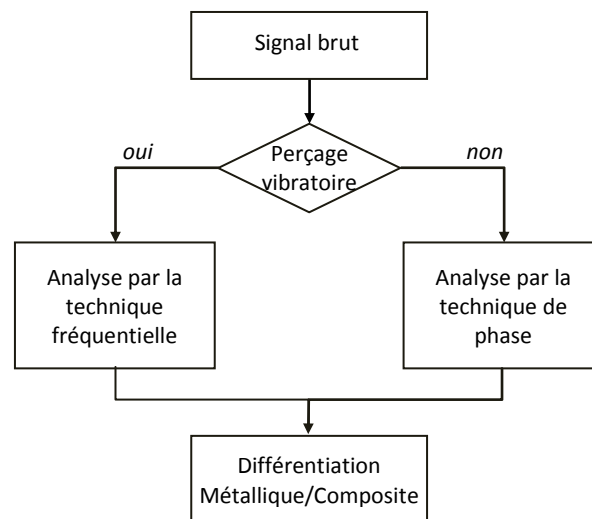 Signal brut
oui
Perçage
vibratoire
non
Analyse par la
technique
fréquentielle
Analyse par la
technique de
phase
Différentiation
Métallique/Composite